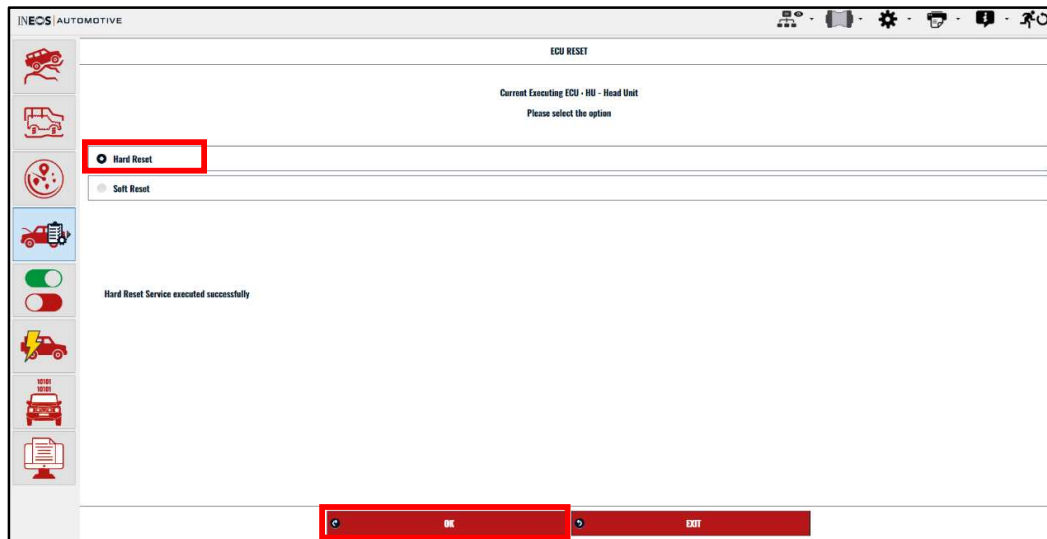 INEOS AUTOMOTIVE
ECU RESET
Current Executing ECU - HU - Head Unit
Please select the option
Hard Reset
Soft Reset
Hard Reset Service executed successfully
10101
10101
OK
EXIT